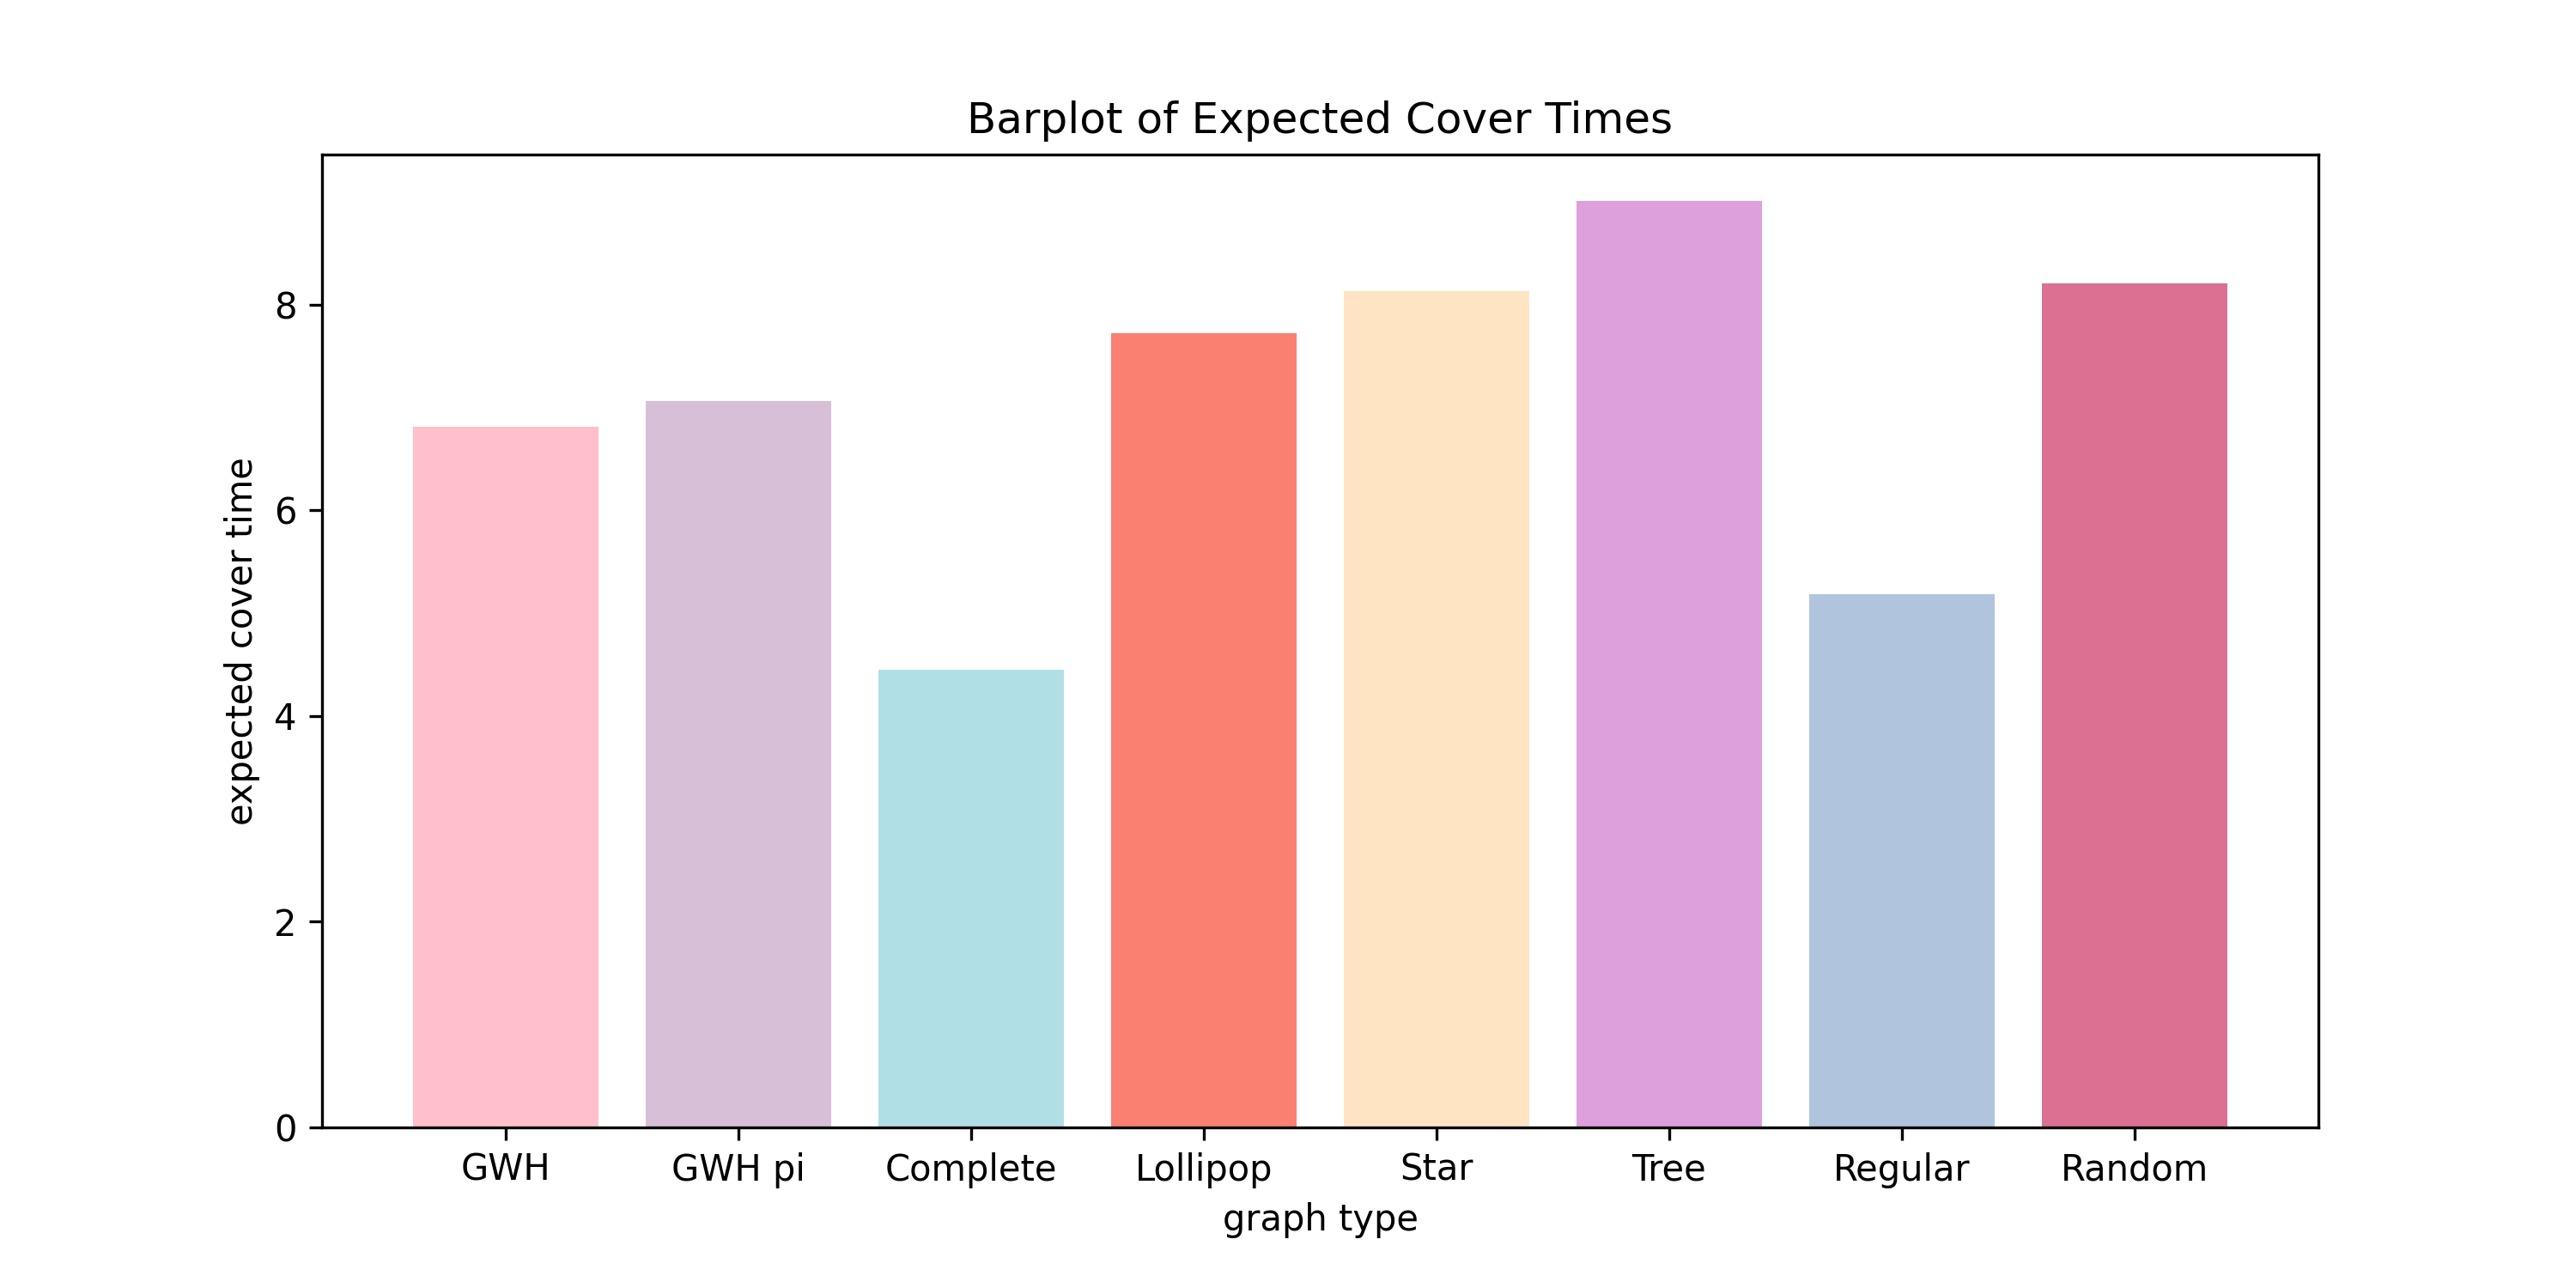 Barplot of Expected Cover Times
expected cover time
8
6
4
2
0
GWH GWH pi Complete Lollipop Star Tree Regular Random
graph type